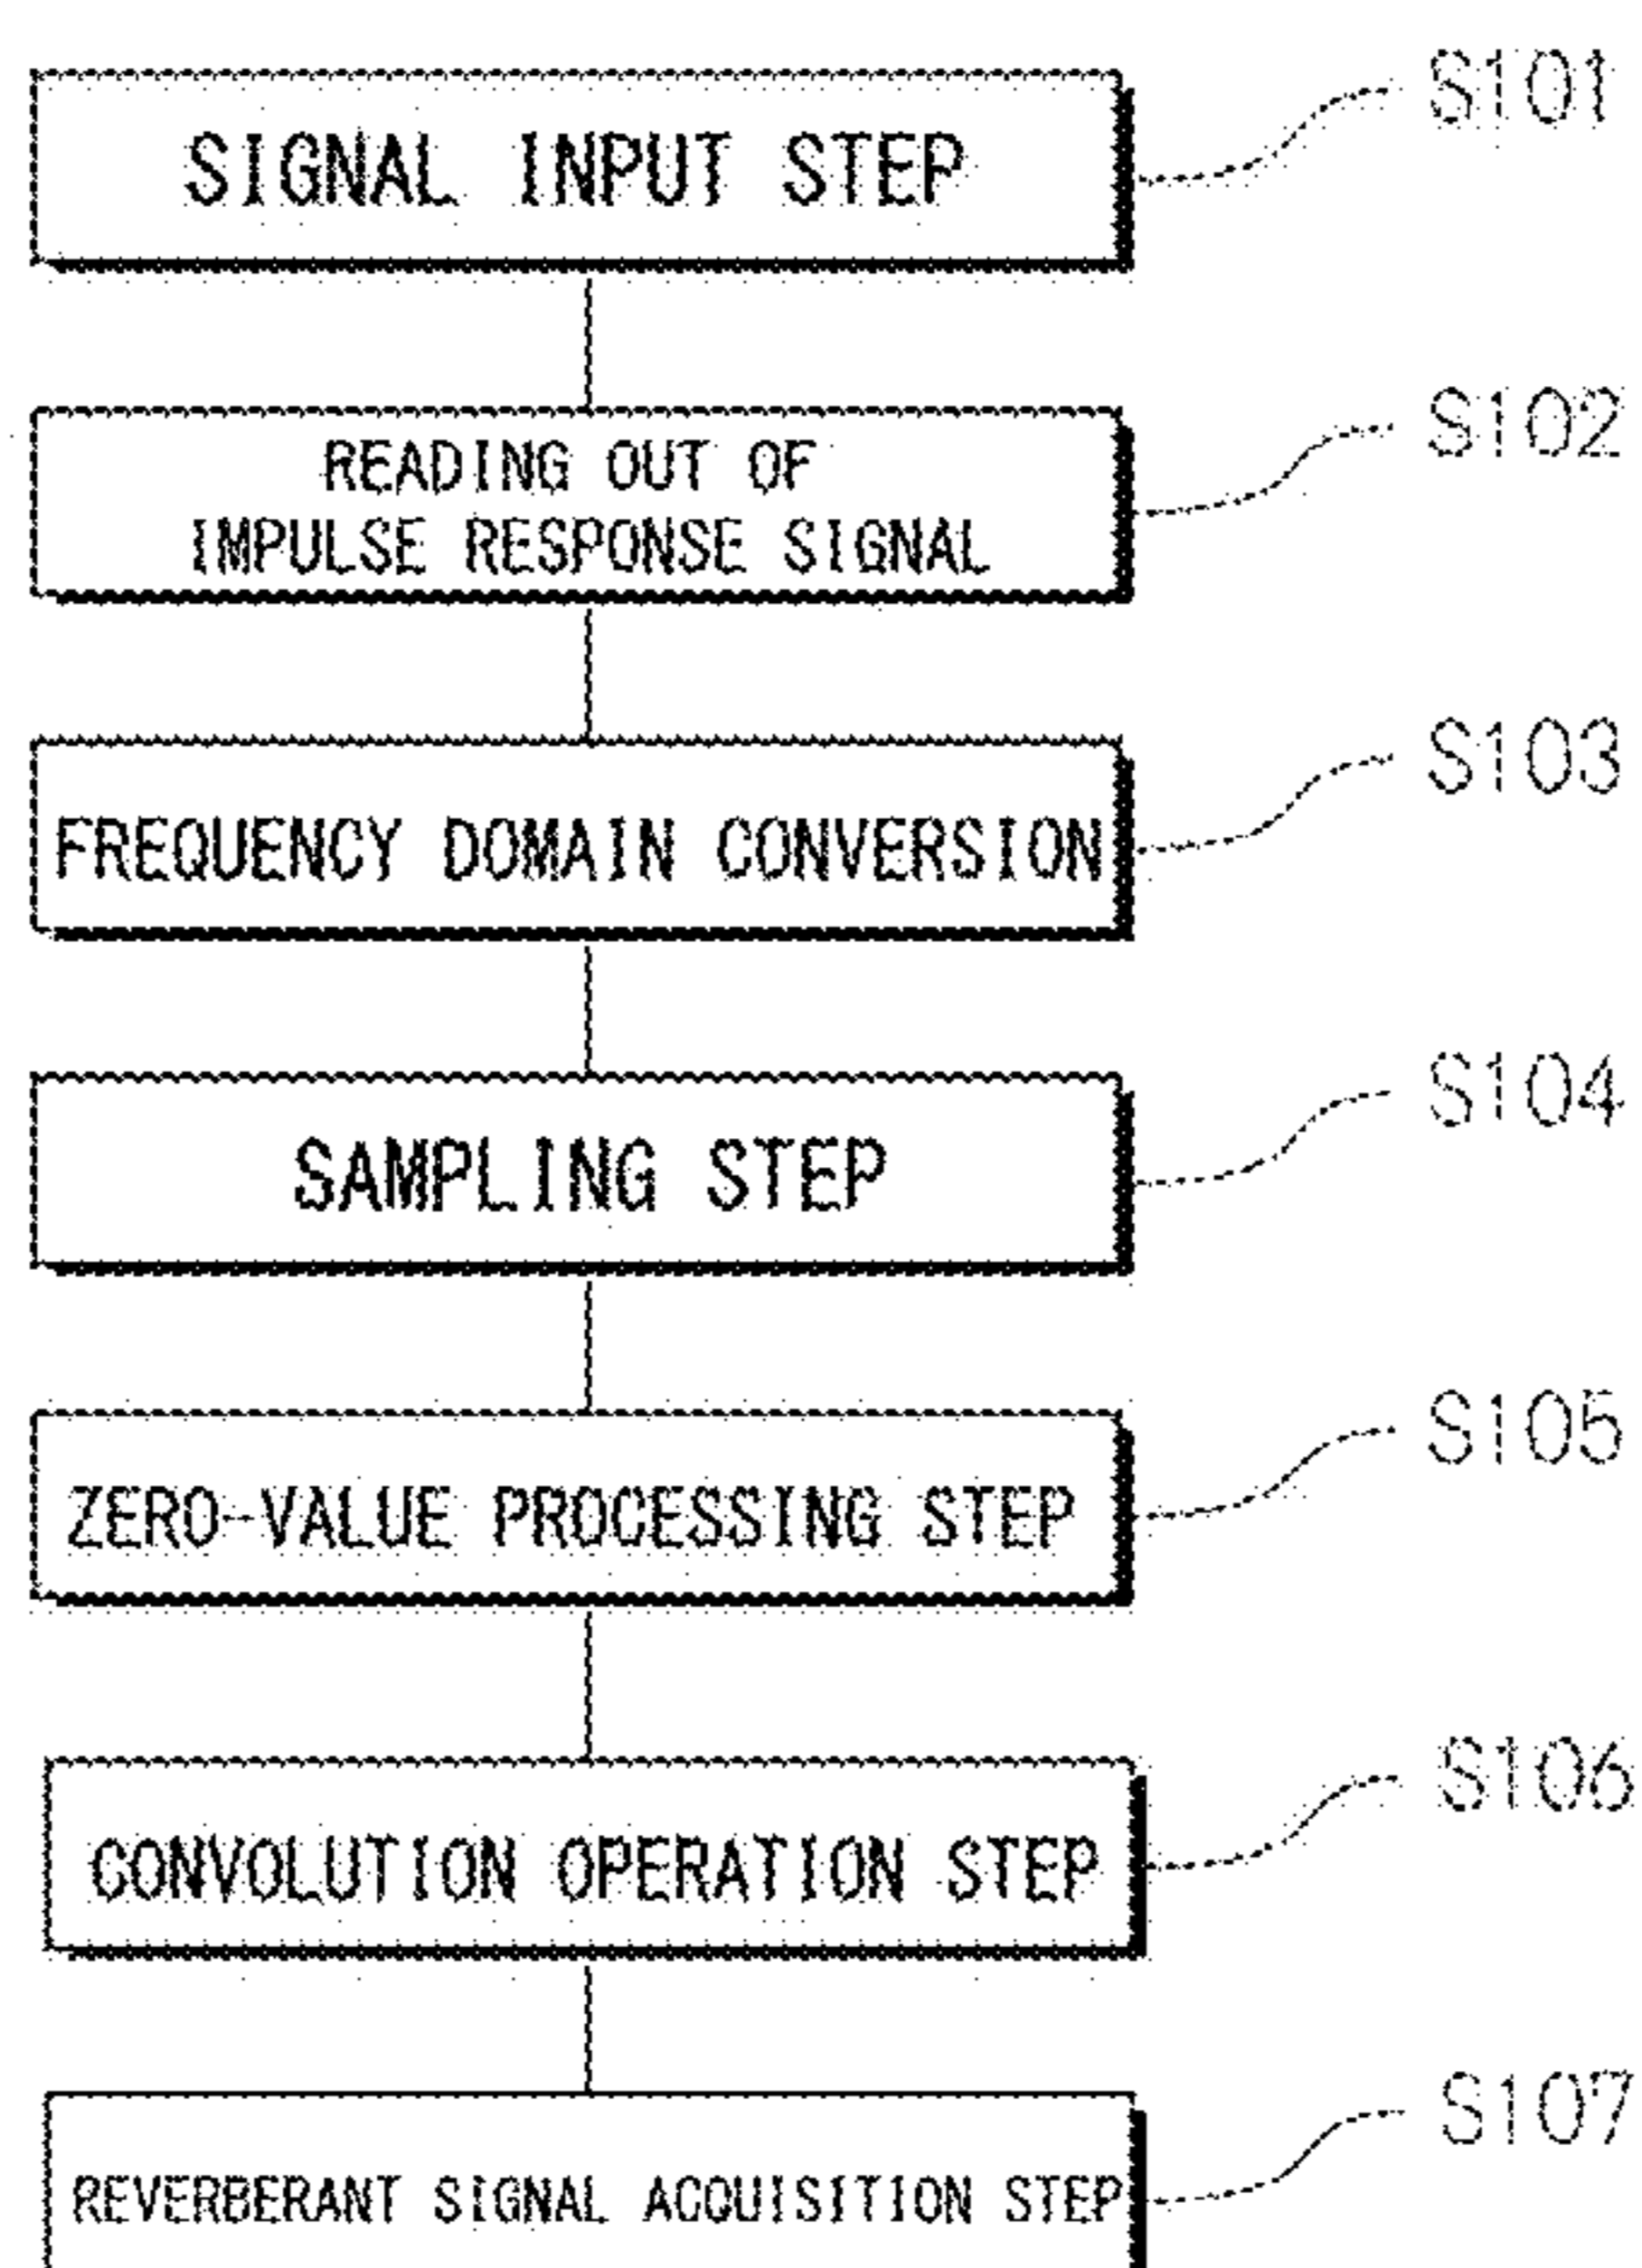 SIGNAL INPUT STEP
S101
READING OUT OF
IMPULSE RESPONSE SIGNAL
S102
FREQUENCY DOMAIN CONVERSION
S103
SAMPLING STEP
S104
ZERO-VALUE PROCESSING STEP
S105
CONVOLUTION OPERATION STEP
S106
REVERBERANT SIGNAL ACQUISITION STEP
S107